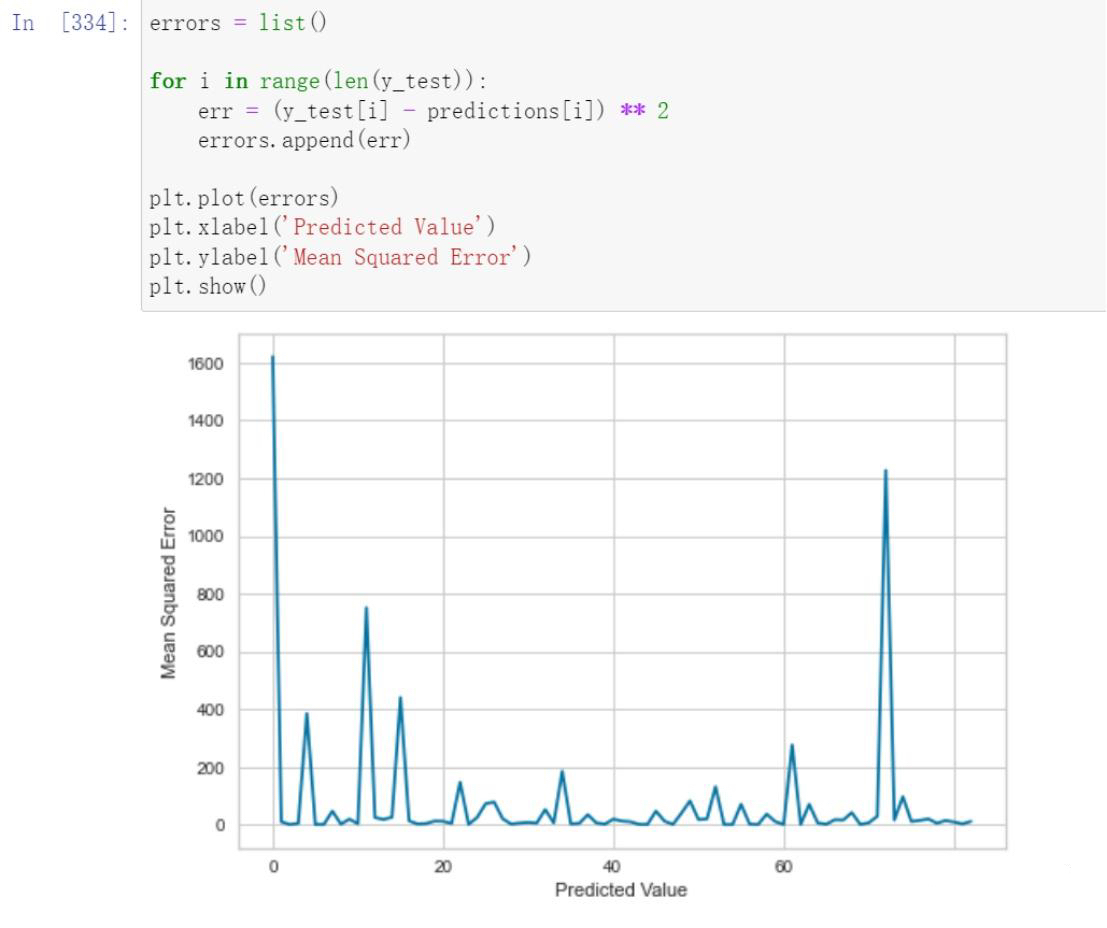 In [334]: errors = list()
for i in range(len(y_test)):
    err = (y_test[i] - predictions[i]) ** 2
    errors.append(err)
plt.plot(errors)
plt.xlabel('Predicted Value')
plt.ylabel('Mean Squared Error')
plt.show()
1600
1400
1200
1000
800
600
400
200
0
Mean Squared Error
0 20 40 60
Predicted Value